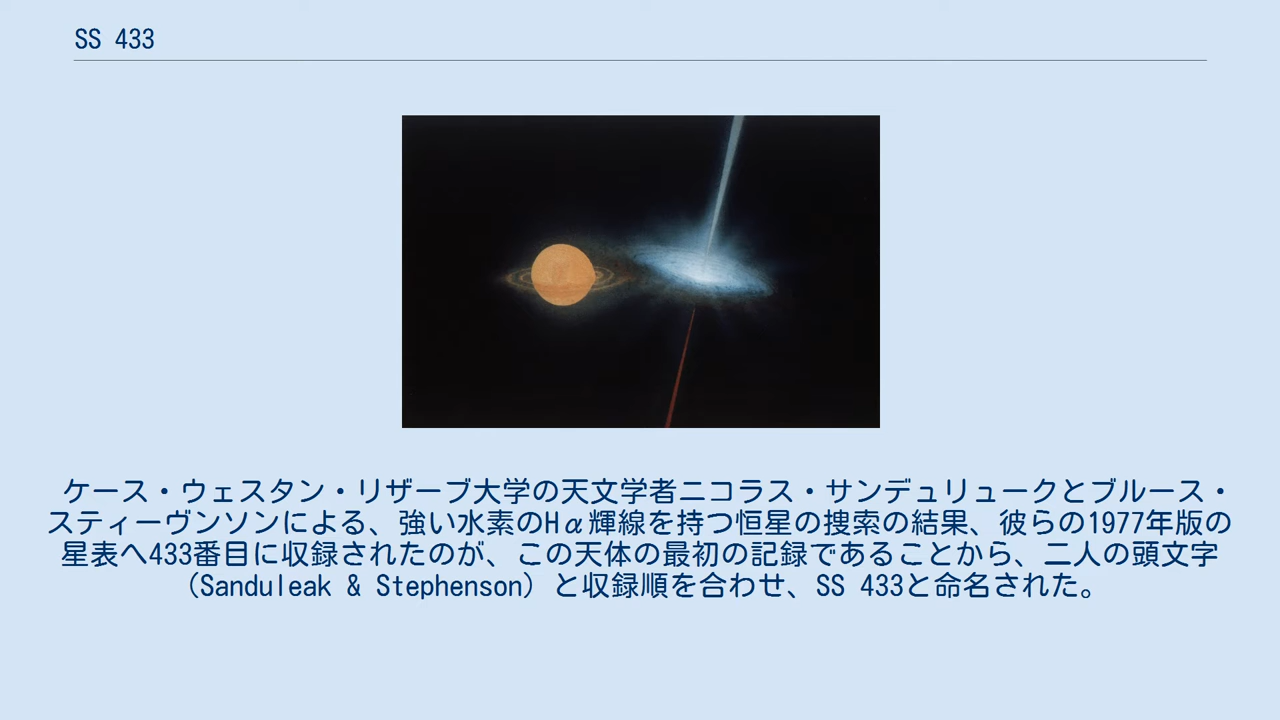 SS 433
ケース・ウェスタン・リザーブ大学の天文学者ニコラス・サンデュリュークとブルース・
スティーヴンソンによる、強い水素のHα輝線を持つ恒星の捜索の結果、彼らの1977年版の
星表へ433番目に収録されたのが、この天体の最初の記録であることから、二人の頭文字
（Sanduleak & Stephenson）と収録順を合わせ、SS 433と命名された。